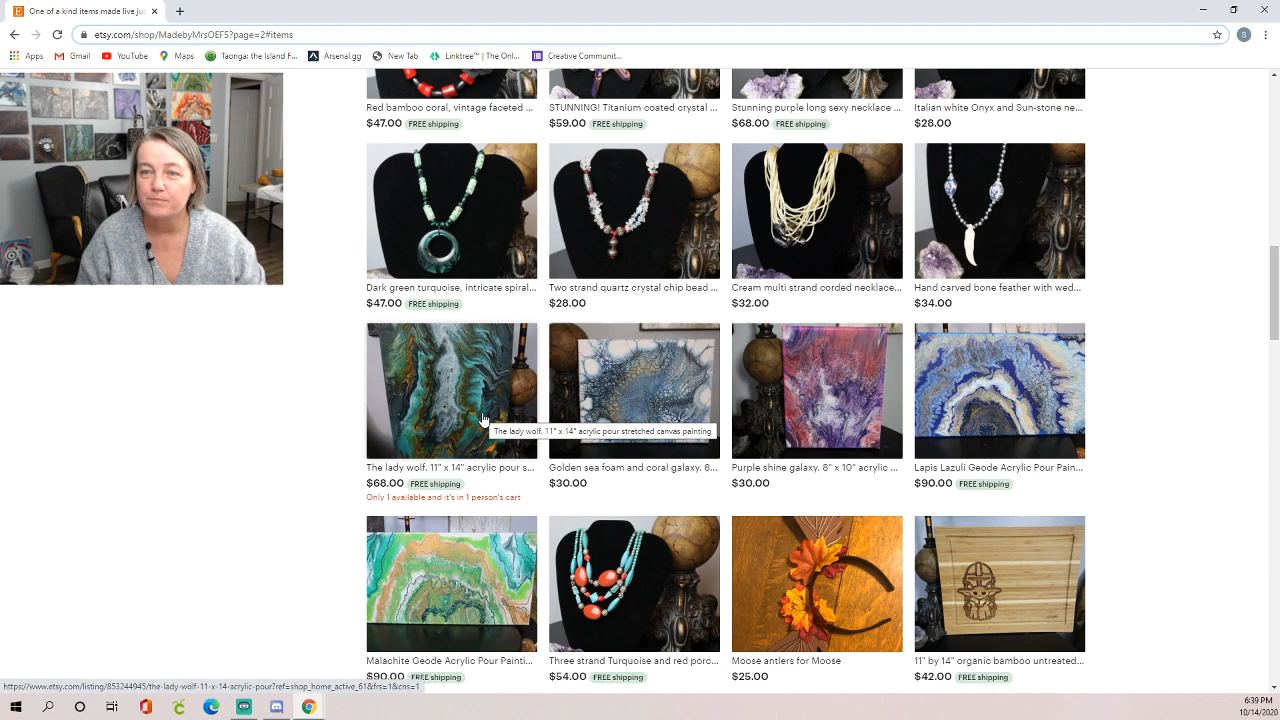 One of a kind items made live ju
etsy.com/shop/MadebyMrsOEF5?page=2#items
S
Apps Gmail YouTube Maps Taonga: the Island F... Arsenal.gg New Tab Linktree™ | The Onl... Creative Communit...
Red bamboo coral, vintage faceted ...
$47.00 FREE shipping
STUNNING! Titanium coated crystal ...
$59.00 FREE shipping
Stunning purple long sexy necklace ...
$68.00 FREE shipping
Italian white Onyx and Sun-stone ne...
$28.00
Dark green turquoise, intricate spiral...
$47.00 FREE shipping
Two strand quartz crystal chip bead ...
$28.00
Cream multi strand corded necklace...
$32.00
Hand carved bone feather with wed...
$34.00
The lady wolf. 11" x 14" acrylic pour stretched canvas painting
The lady wolf. 11" x 14" acrylic pour s...
$68.00 FREE shipping
Only 1 available and it's in 1 person's cart
Golden sea foam and coral galaxy. 8...
$30.00
Purple shine galaxy. 8" x 10" acrylic ...
$30.00
Lapis Lazuli Geode Acrylic Pour Pain...
$90.00 FREE shipping
Malachite Geode Acrylic Pour Painti...
$90.00 FREE shipping
Three strand Turquoise and red porc...
$54.00 FREE shipping
Moose antlers for Moose
$25.00
11" by 14" organic bamboo untreated...
$42.00 FREE shipping
https://www.etsy.com/listing/853244945/the-lady-wolf-11-x-14-acrylic-pour?ref=shop_home_active_61&frs=1&cns=1
6:39 PM
10/14/2020